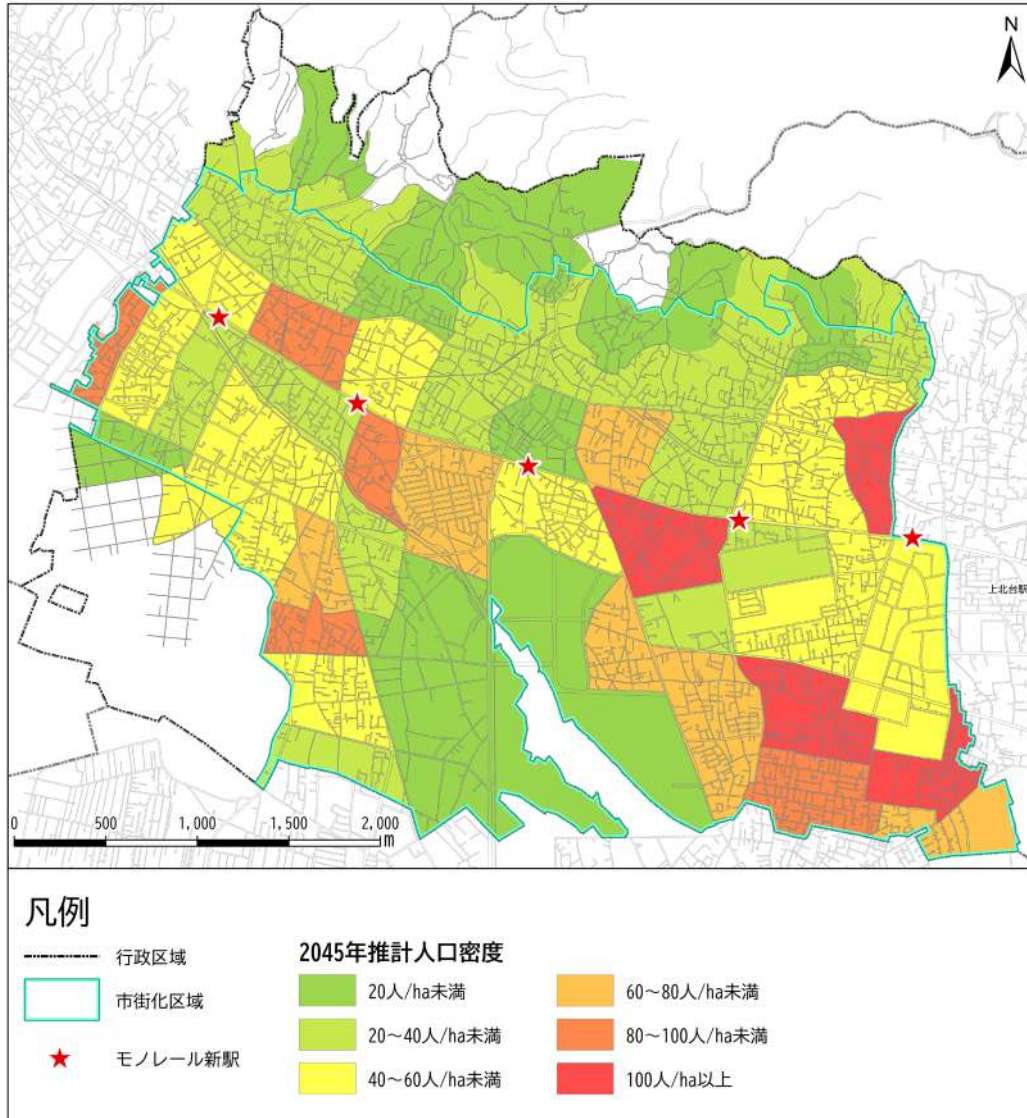 N
上北台駅
0 500 1,000 1,500 2,000
m
凡例
行政区域
市街化区域
モノレール新駅
2045年推計人口密度
20人/ha未満
20～40人/ha未満
40～60人/ha未満
60～80人/ha未満
80～100人/ha未満
100人/ha以上